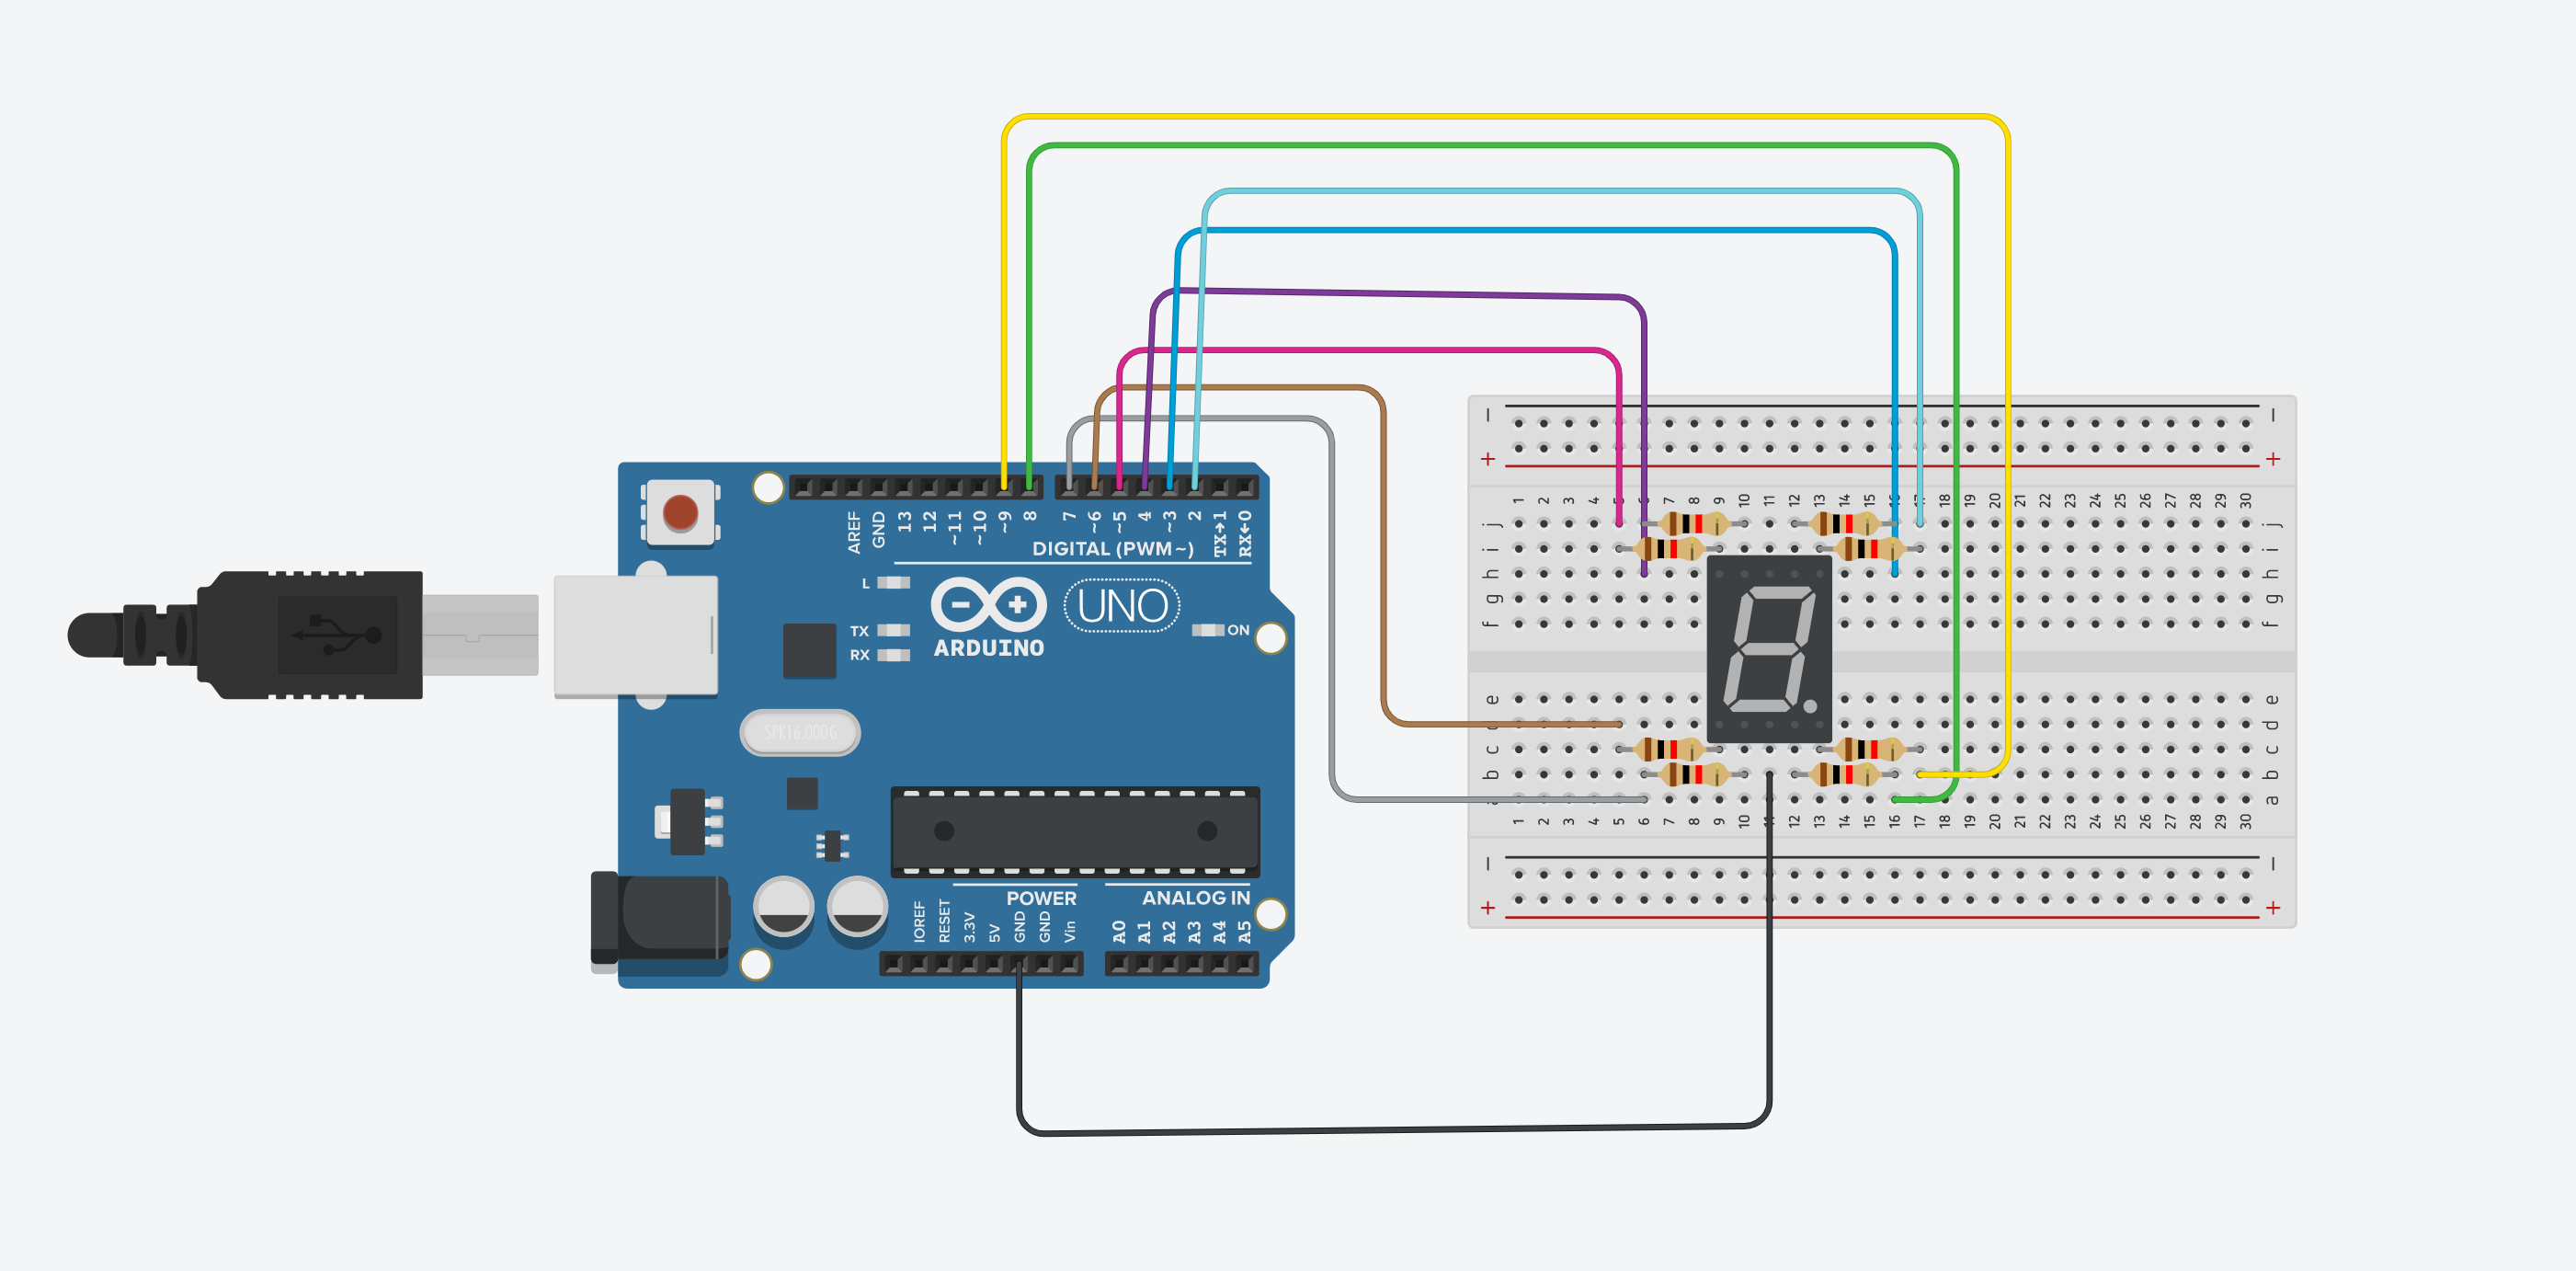 − −
+ +
1 2 3 4 5 6 7 8 9 10 11 12 13 14 15 16 17 18 19 20 21 22 23 24 25 26 27 28 29 30
j j
i i
h h
g g
f f
e e
d d
c c
b b
a a
1 2 3 4 5 6 7 8 9 10 11 12 13 14 15 16 17 18 19 20 21 22 23 24 25 26 27 28 29 30
− −
+ +
AREF GND 13 12 ~11 ~10 ~9 8 7 ~6 ~5 4 ~3 2 TX→1 RX←0
DIGITAL (PWM ~)
L
TX
RX
UNO
ON
ARDUINO
SPK16.000G
POWER ANALOG IN
IOREF RESET 3.3V 5V GND GND Vin A0 A1 A2 A3 A4 A5